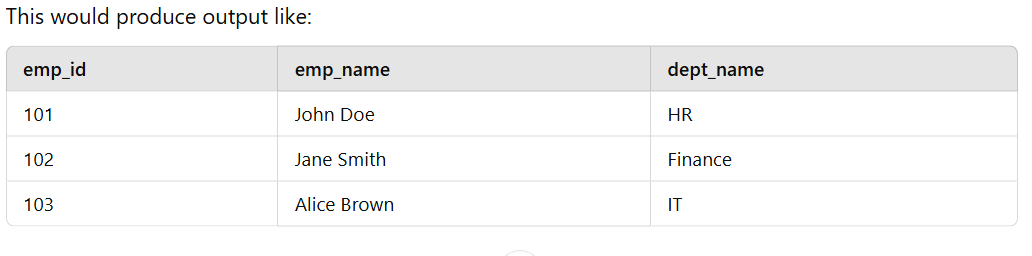 This would produce output like:
emp_id emp_name dept_name
101 John Doe HR
102 Jane Smith Finance
103 Alice Brown IT